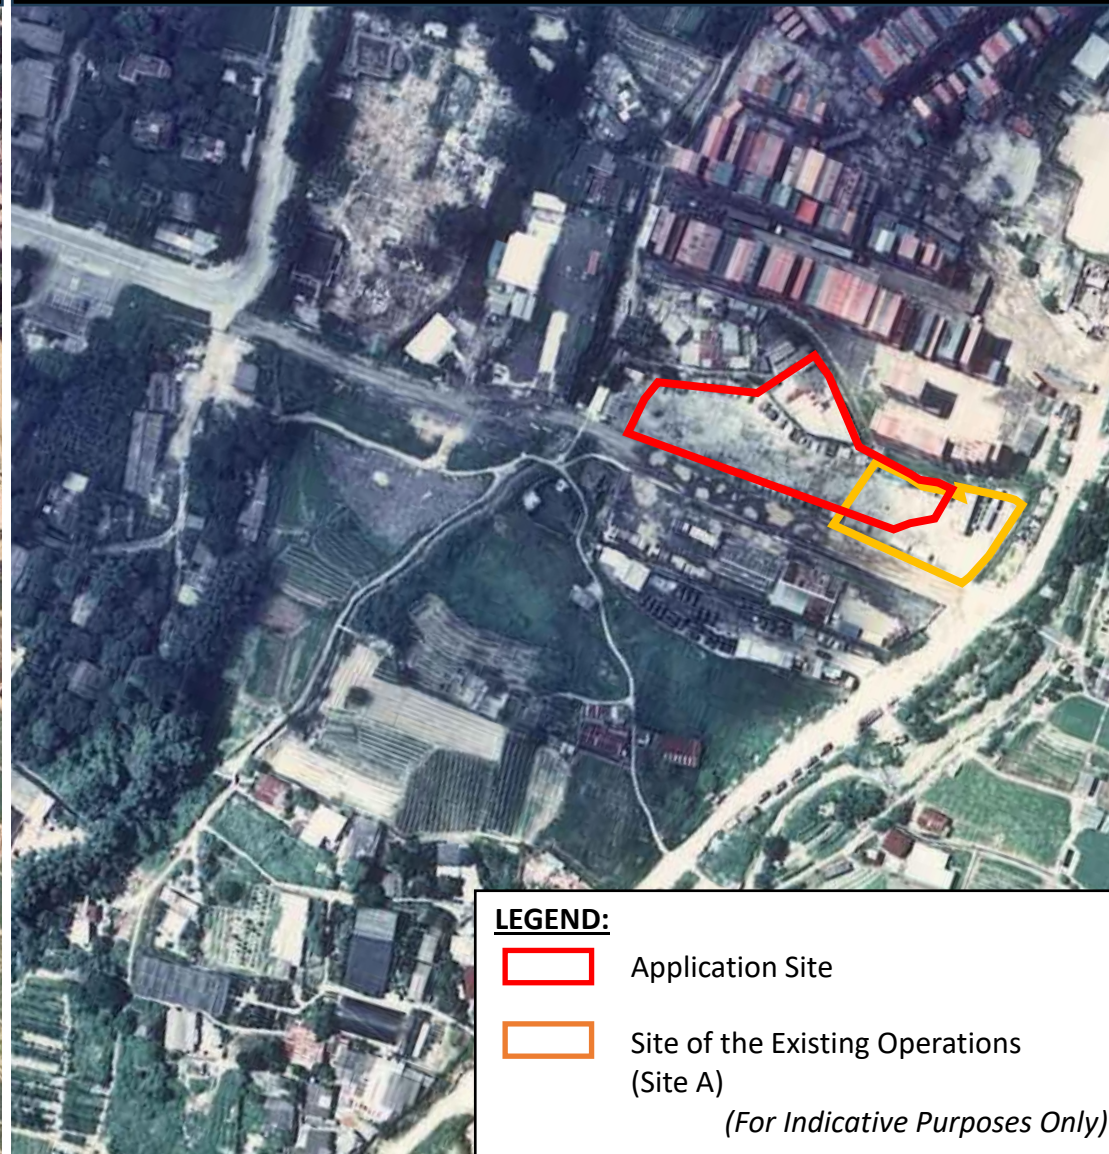 LEGEND:
Application Site
Site of the Existing Operations
(Site A)
(For Indicative Purposes Only)